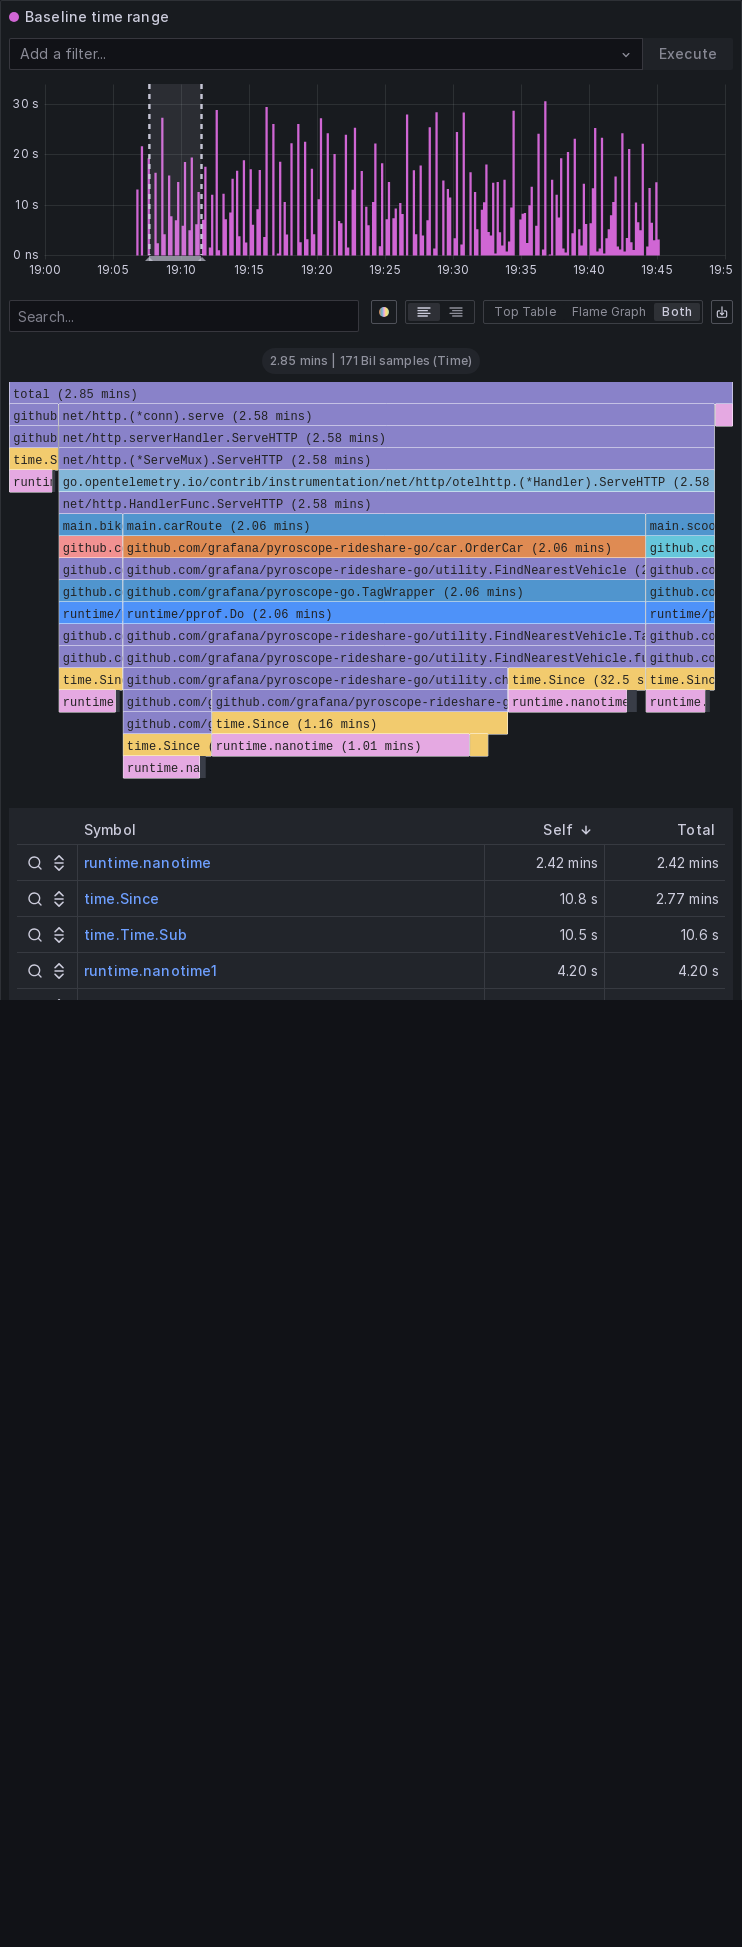 Baseline time range
Add a filter...
Execute
30 s
20 s
10 s
0 ns
19:00 19:05 19:10 19:15 19:20 19:25 19:30 19:35 19:40 19:45 19:5
Search...
Top Table Flame Graph Both
2.85 mins | 171 Bil samples (Time)
total (2.85 mins)
github net/http.(*conn).serve (2.58 mins)
github net/http.serverHandler.ServeHTTP (2.58 mins)
time.S net/http.(*ServeMux).ServeHTTP (2.58 mins)
runtim go.opentelemetry.io/contrib/instrumentation/net/http/otelhttp.(*Handler).ServeHTTP (2.58
net/http.HandlerFunc.ServeHTTP (2.58 mins)
main.bik main.carRoute (2.06 mins) main.scoo
github.c github.com/grafana/pyroscope-rideshare-go/car.OrderCar (2.06 mins) github.co
github.c github.com/grafana/pyroscope-rideshare-go/utility.FindNearestVehicle (2 github.co
github.c github.com/grafana/pyroscope-go.TagWrapper (2.06 mins) github.co
runtime/ runtime/pprof.Do (2.06 mins) runtime/p
github.c github.com/grafana/pyroscope-rideshare-go/utility.FindNearestVehicle.Ta github.co
github.c github.com/grafana/pyroscope-rideshare-go/utility.FindNearestVehicle.fu github.co
time.Sin github.com/grafana/pyroscope-rideshare-go/utility.ch time.Since (32.5 s time.Sinc
runtime github.com/g github.com/grafana/pyroscope-rideshare-g runtime.nanotime runtime.
github.com/g time.Since (1.16 mins)
time.Since ( runtime.nanotime (1.01 mins)
runtime.na
Symbol Self Total
runtime.nanotime 2.42 mins 2.42 mins
time.Since 10.8 s 2.77 mins
time.Time.Sub 10.5 s 10.6 s
runtime.nanotime1 4.20 s 4.20 s